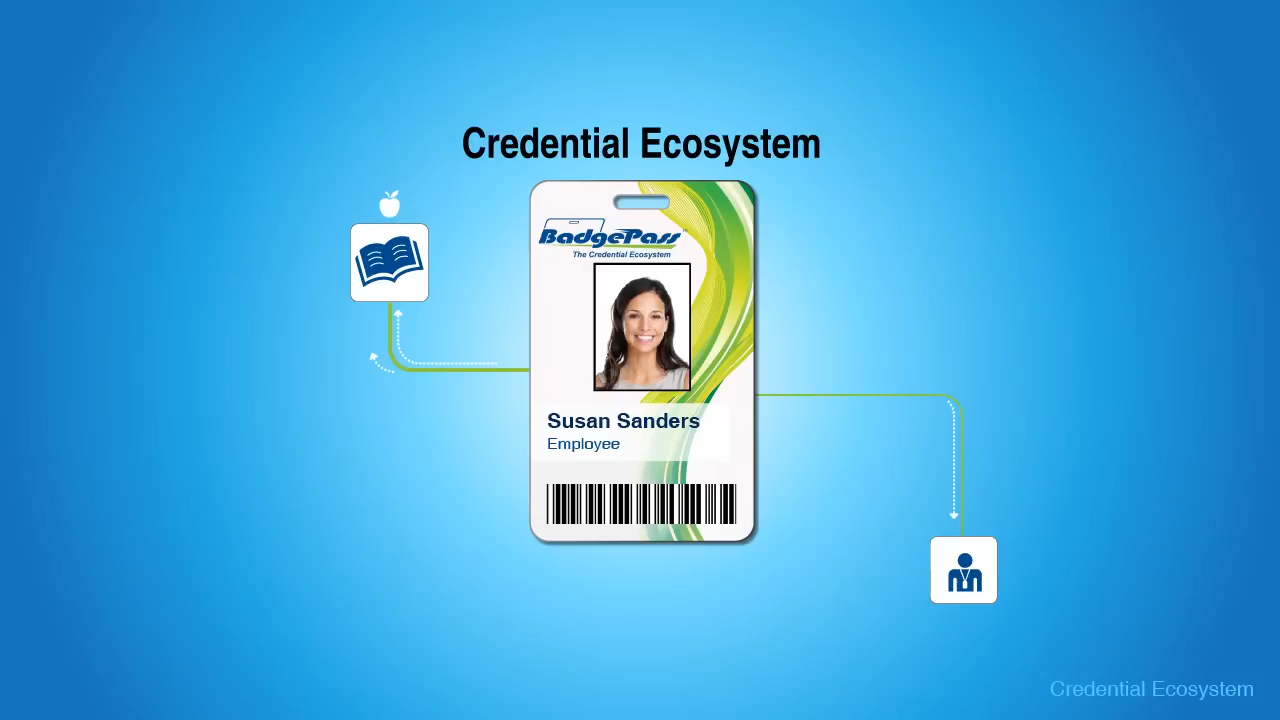 Credential Ecosystem
BadgePass
The Credential Ecosystem
Susan Sanders
Employee
Credential Ecosystem